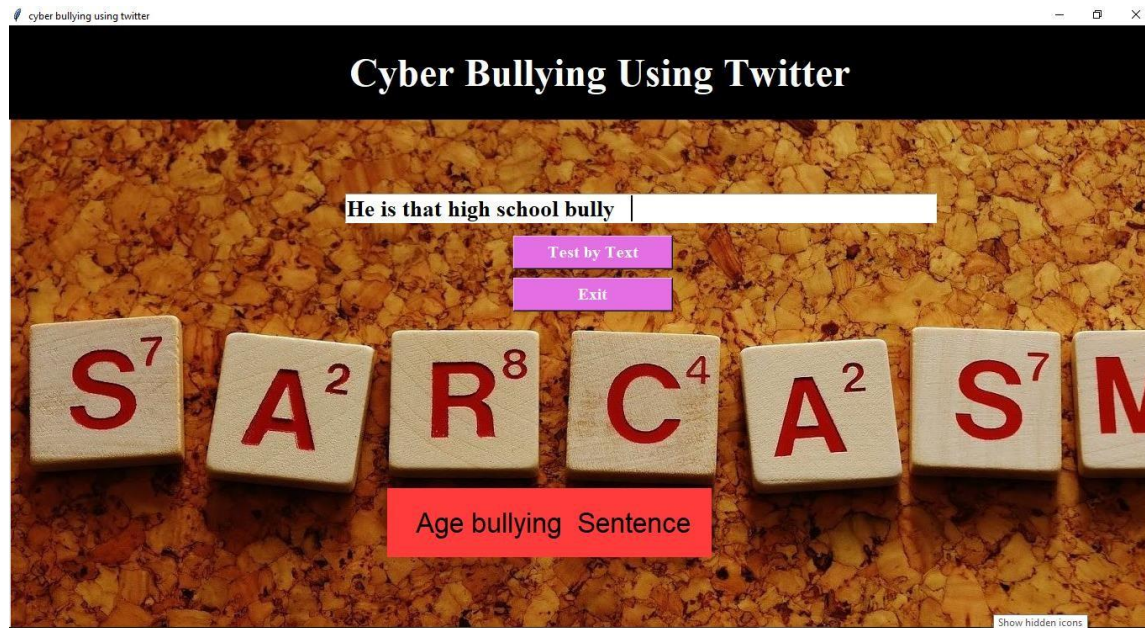 cyber bullying using twitter
Cyber Bullying Using Twitter
He is that high school bully
Test by Text
Exit
S7 A2 R8 C4 A2 S7 M
Age bullying Sentence
Show hidden icons